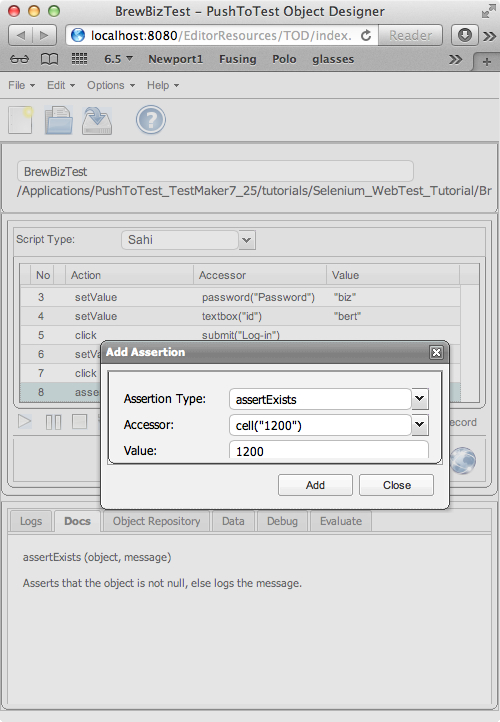 BrewBizTest – PushToTest Object Designer
localhost:8080/EditorResources/TOD/index. Reader
6.5 Newport1 Fusing Polo glasses
File Edit Options Help
BrewBizTest
/Applications/PushToTest_TestMaker7_25/tutorials/Selenium_WebTest_Tutorial/Br
Script Type: Sahi
No Action Accessor Value
3 setValue password("Password") "biz"
4 setValue textbox("id") "bert"
5 click submit("Log-in")
6 setVa
7 click
8 asse
Add Assertion
Assertion Type: assertExists
Accessor: cell("1200")
Value: 1200
ecord
Add Close
Logs Docs Object Repository Data Debug Evaluate
assertExists (object, message)
Asserts that the object is not null, else logs the message.